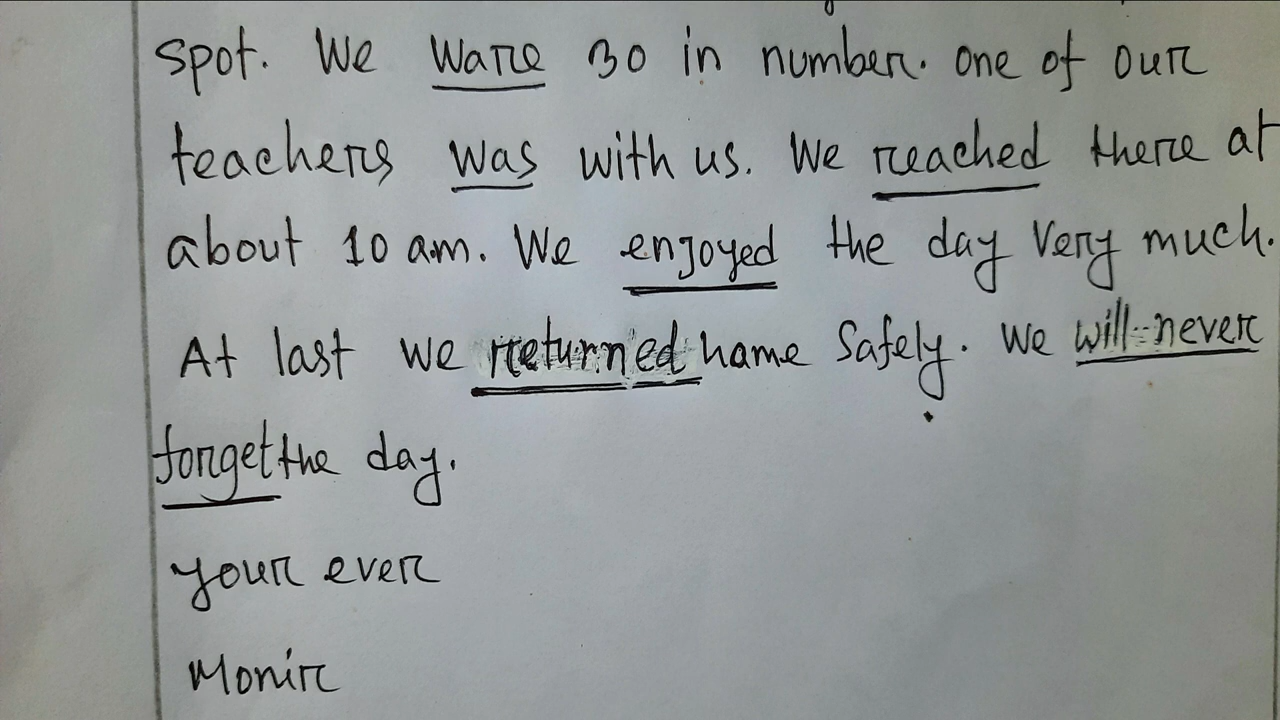 spot. We Ware 30 in number. one of our
teachers was with us. We reached there at
about 10 am. We enjoyed the day Very much.
At last we returned home Safely. We will never
forget the day.
your ever
Monir